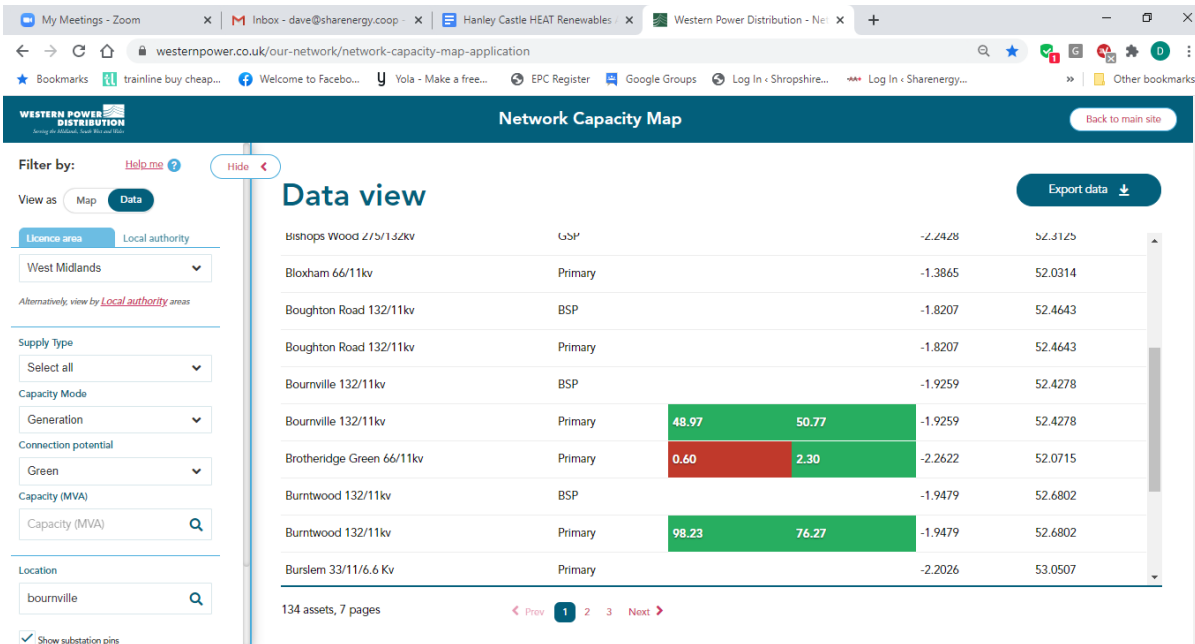 My Meetings - Zoom
Inbox - dave@sharenergy.coop -
Hanley Castle HEAT Renewables A
Western Power Distribution - Net
westernpower.co.uk/our-network/network-capacity-map-application
Bookmarks trainline buy cheap... Welcome to Facebo... Yola - Make a free... EPC Register Google Groups Log In ‹ Shropshire... Log In ‹ Sharenergy... » Other bookmarks
WESTERN POWER
DISTRIBUTION
Serving the Midlands, South West and Wales
Network Capacity Map
Back to main site
Filter by: Help me ?
Hide
View as Map Data
Licence area Local authority
West Midlands
Alternatively, view by Local authority areas
Supply Type
Select all
Capacity Mode
Generation
Connection potential
Green
Capacity (MVA)
Capacity (MVA)
Location
bournville
Show substation pins
Data view
Export data
Bishops Wood 275/132kv GSP -2.2428 52.3125
Bloxham 66/11kv Primary -1.3865 52.0314
Boughton Road 132/11kv BSP -1.8207 52.4643
Boughton Road 132/11kv Primary -1.8207 52.4643
Bournville 132/11kv BSP -1.9259 52.4278
Bournville 132/11kv Primary 48.97 50.77 -1.9259 52.4278
Brotheridge Green 66/11kv Primary 0.60 2.30 -2.2622 52.0715
Burntwood 132/11kv BSP -1.9479 52.6802
Burntwood 132/11kv Primary 98.23 76.27 -1.9479 52.6802
Burslem 33/11/6.6 Kv Primary -2.2026 53.0507
134 assets, 7 pages
Prev 1 2 3 Next